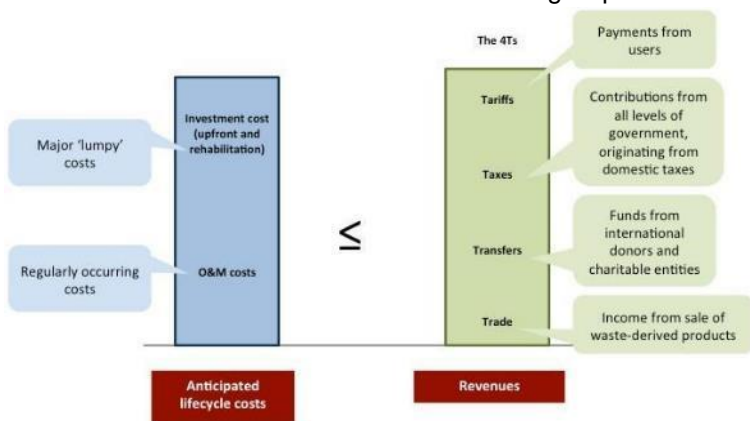 The 4Ts
Payments from
users
Tariffs
Contributions from
all levels of
government,
originating from
domestic taxes
Investment cost
(upfront and
rehabilitation)
Major 'lumpy'
costs
Taxes
≤
Funds from
international
donors and
charitable entities
Transfers
Regularly occurring
costs
O&M costs
Trade
Income from sale of
waste-derived products
Anticipated
lifecycle costs
Revenues